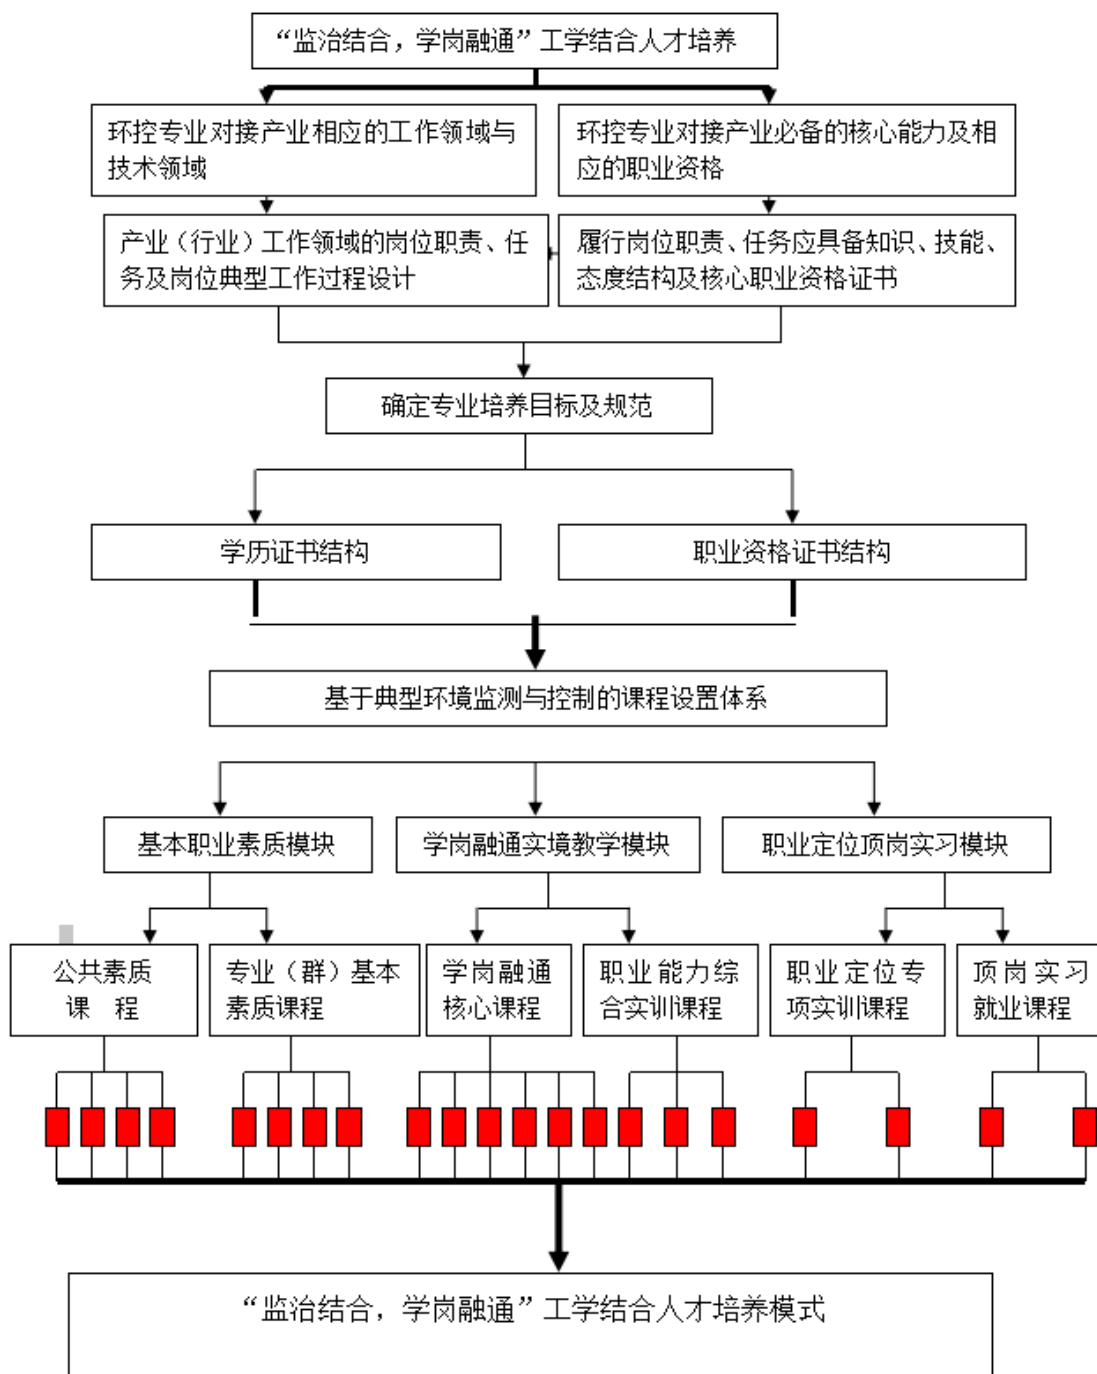 “监治结合，学岗融通”工学结合人才培养
环控专业对接产业相应的工作领域与
技术领域
环控专业对接产业必备的核心能力及相
应的职业资格
产业（行业）工作领域的岗位职责、任
务及岗位典型工作过程设计
履行岗位职责、任务应具备知识、技能、
态度结构及核心职业资格证书
确定专业培养目标及规范
学历证书结构
职业资格证书结构
基于典型环境监测与控制的课程设置体系
基本职业素质模块
学岗融通实境教学模块
职业定位顶岗实习模块
公共素质
课 程
专业（群）基本
素质课程
学岗融通
核心课程
职业能力综
合实训课程
职业定位专
项实训课程
顶岗实习
就业课程
“监治结合，学岗融通”工学结合人才培养模式